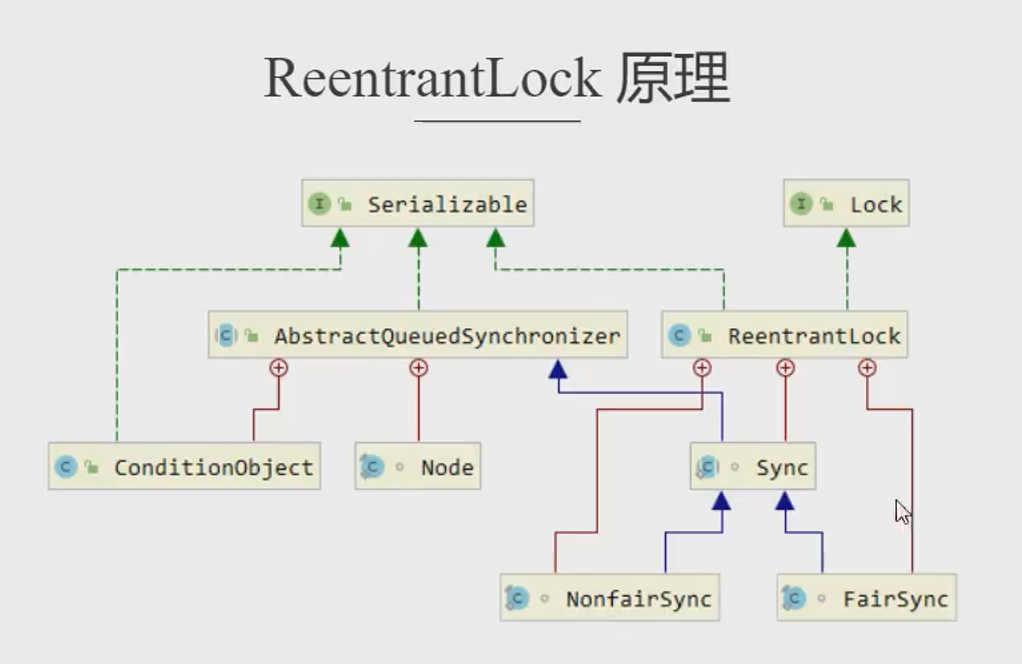 ReentrantLock 原理
Serializable
Lock
AbstractQueuedSynchronizer
ReentrantLock
ConditionObject
Node
Sync
NonfairSync
FairSync